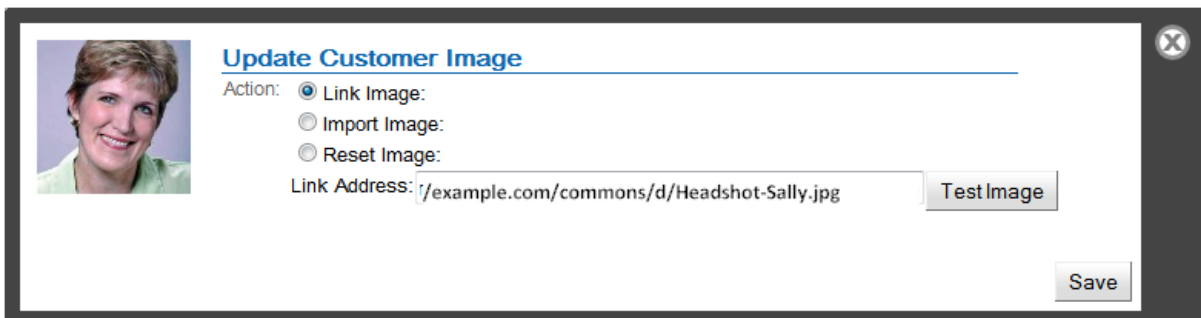 Update Customer Image
Action: Link Image:
Import Image:
Reset Image:
Link Address: /example.com/commons/d/Headshot-Sally.jpg Test Image
Save